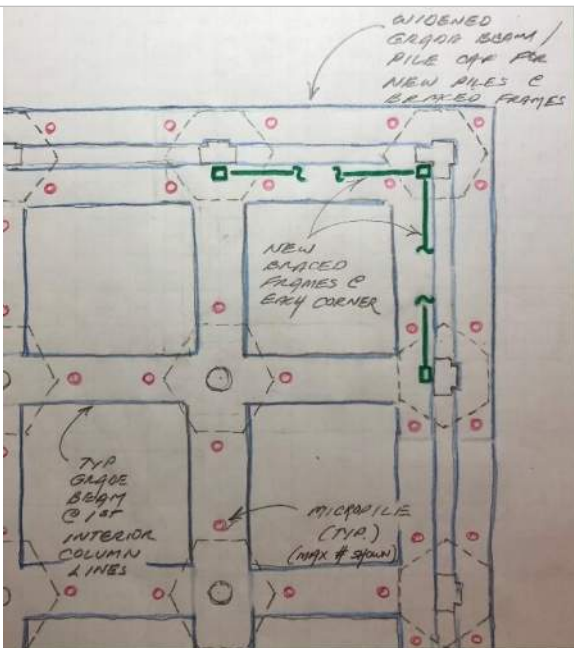 WIDENED
GRADE BEAM /
PILE CAP FOR
NEW PILES @
BRACED FRAMES
NEW
BRACED
FRAMES @
EACH CORNER
TYP
GRADE
BEAM
@ 1ST
INTERIOR
COLUMN
LINES
MICROPILE
(TYP.)
(MAX # SHOWN)